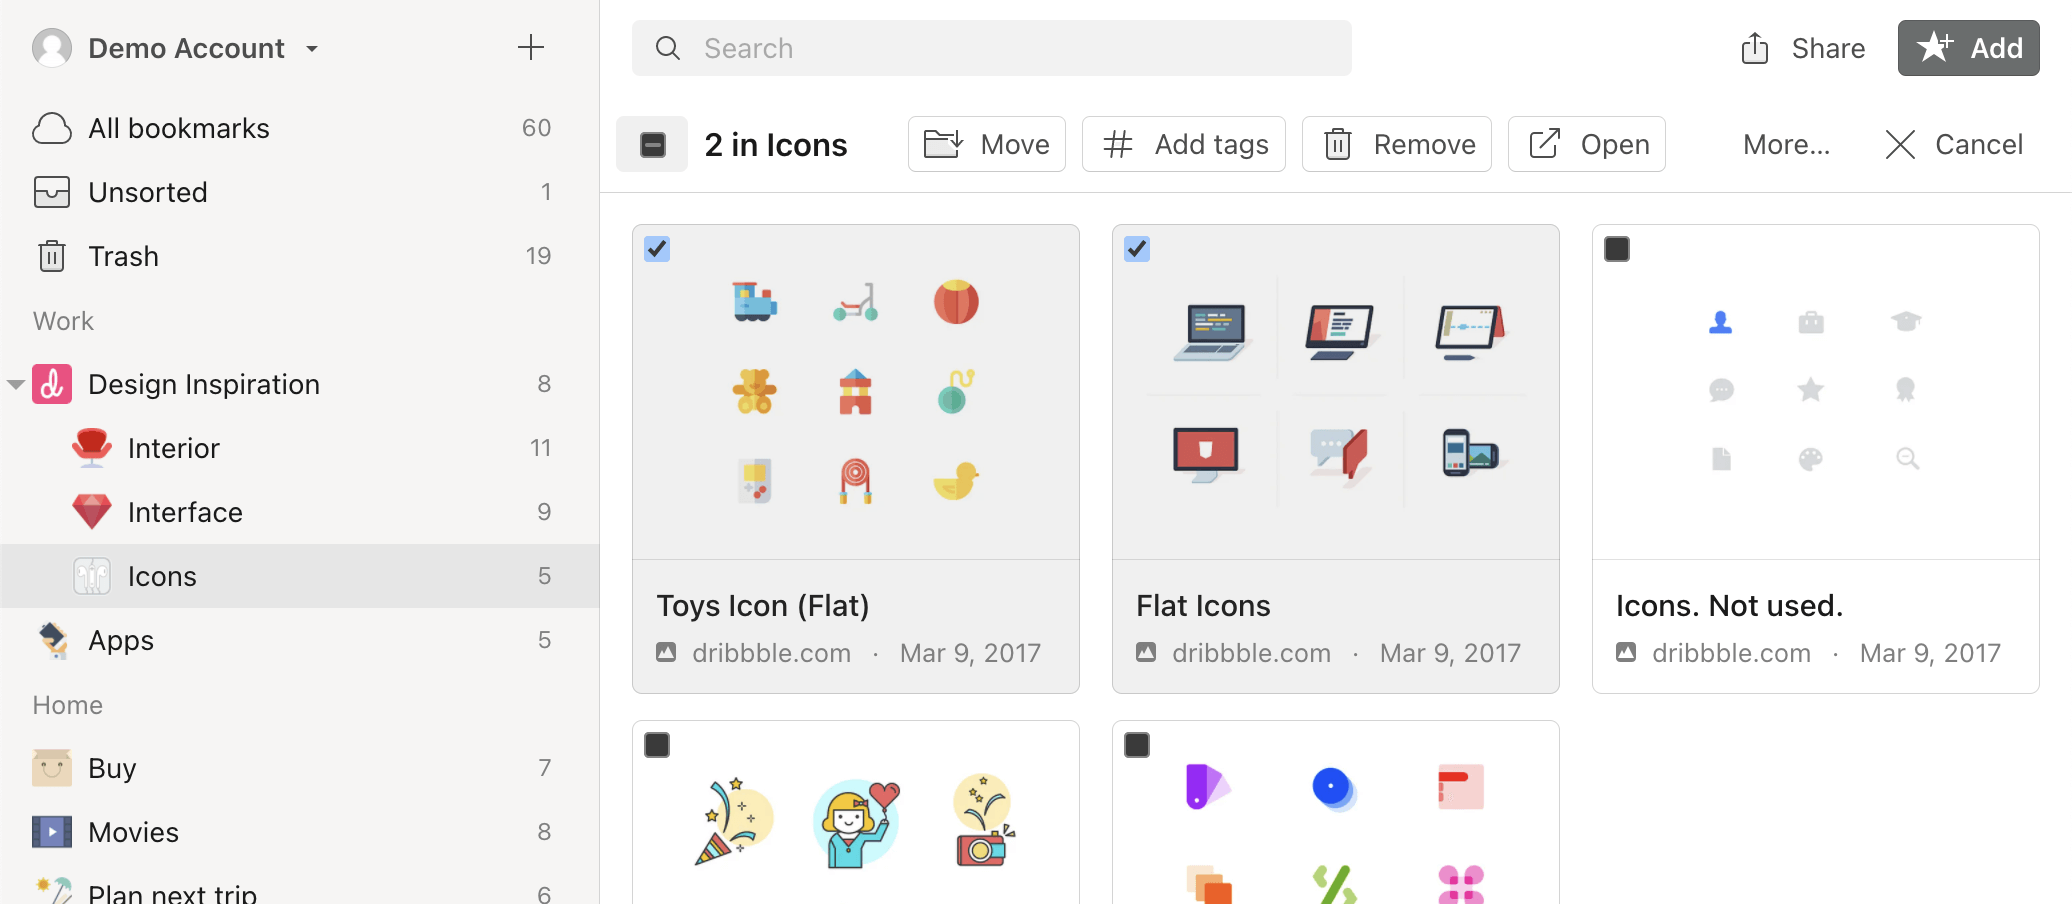 Demo Account
All bookmarks 60
Unsorted 1
Trash 19
Work
Design Inspiration 8
Interior 11
Interface 9
Icons 5
Apps 5
Home
Buy 7
Movies 8
Plan next trip 6
Search
Share
Add
2 in Icons
Move
Add tags
Remove
Open
More...
Cancel
Toys Icon (Flat)
dribbble.com · Mar 9, 2017
Flat Icons
dribbble.com · Mar 9, 2017
Icons. Not used.
dribbble.com · Mar 9, 2017